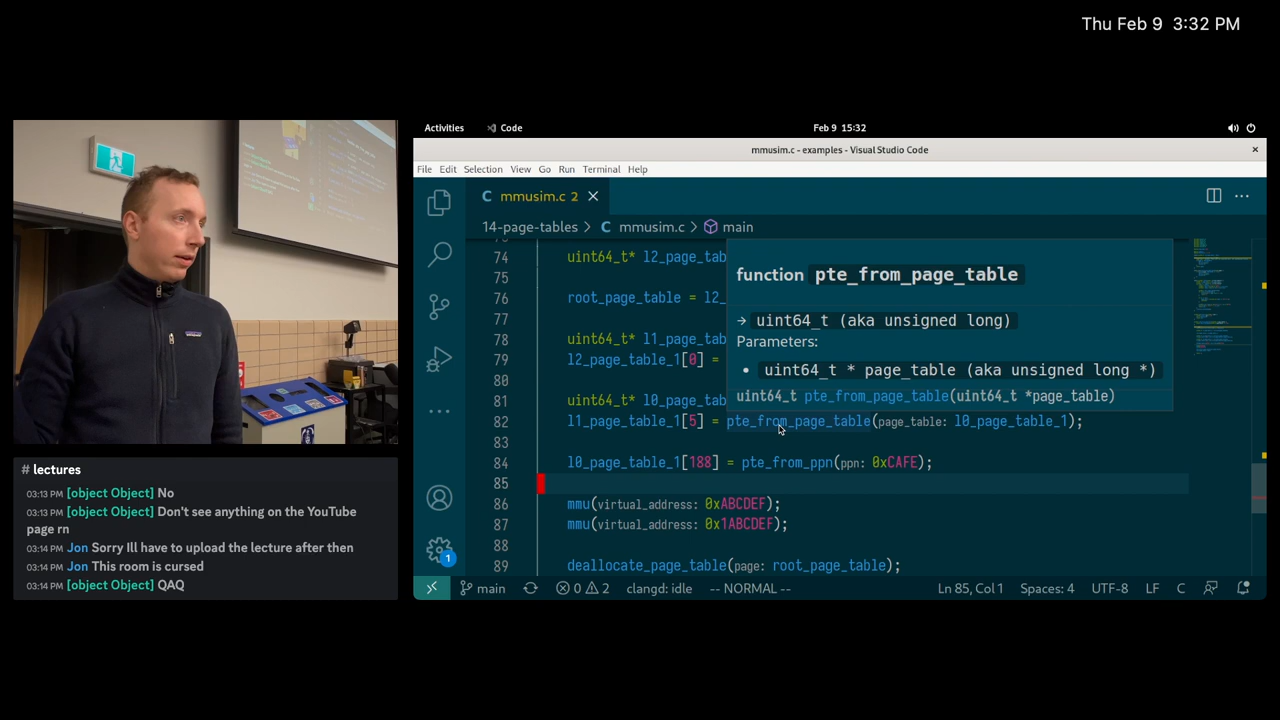 Thu Feb 9 3:32 PM
Activities
Code
Feb 9 15:32
mmusim.c - examples - Visual Studio Code
File Edit Selection View Go Run Terminal Help
C mmusim.c 2
14-page-tables > C mmusim.c > main
74 uint64_t* l2_page_tab
75
76 root_page_table = l2_
77
78 uint64_t* l1_page_tab
79 l2_page_table_1[0] =
80
81 uint64_t* l0_page_tab
82 l1_page_table_1[5] = pte_from_page_table(page_table: l0_page_table_1);
83
84 l0_page_table_1[188] = pte_from_ppn(ppn: 0xCAFE);
85
86 mmu(virtual_address: 0xABCDEF);
87 mmu(virtual_address: 0x1ABCDEF);
88
89 deallocate_page_table(page: root_page_table);
function pte_from_page_table
→ uint64_t (aka unsigned long)
Parameters:
• uint64_t * page_table (aka unsigned long *)
uint64_t pte_from_page_table(uint64_t *page_table)
1
main
0 2
clangd: idle
-- NORMAL --
Ln 85, Col 1
Spaces: 4
UTF-8
LF
C
# lectures
03:13 PM [object Object] No
03:13 PM [object Object] Don't see anything on the YouTube
page rn
03:14 PM Jon Sorry Ill have to upload the lecture after then
03:14 PM Jon This room is cursed
03:14 PM [object Object] QAQ